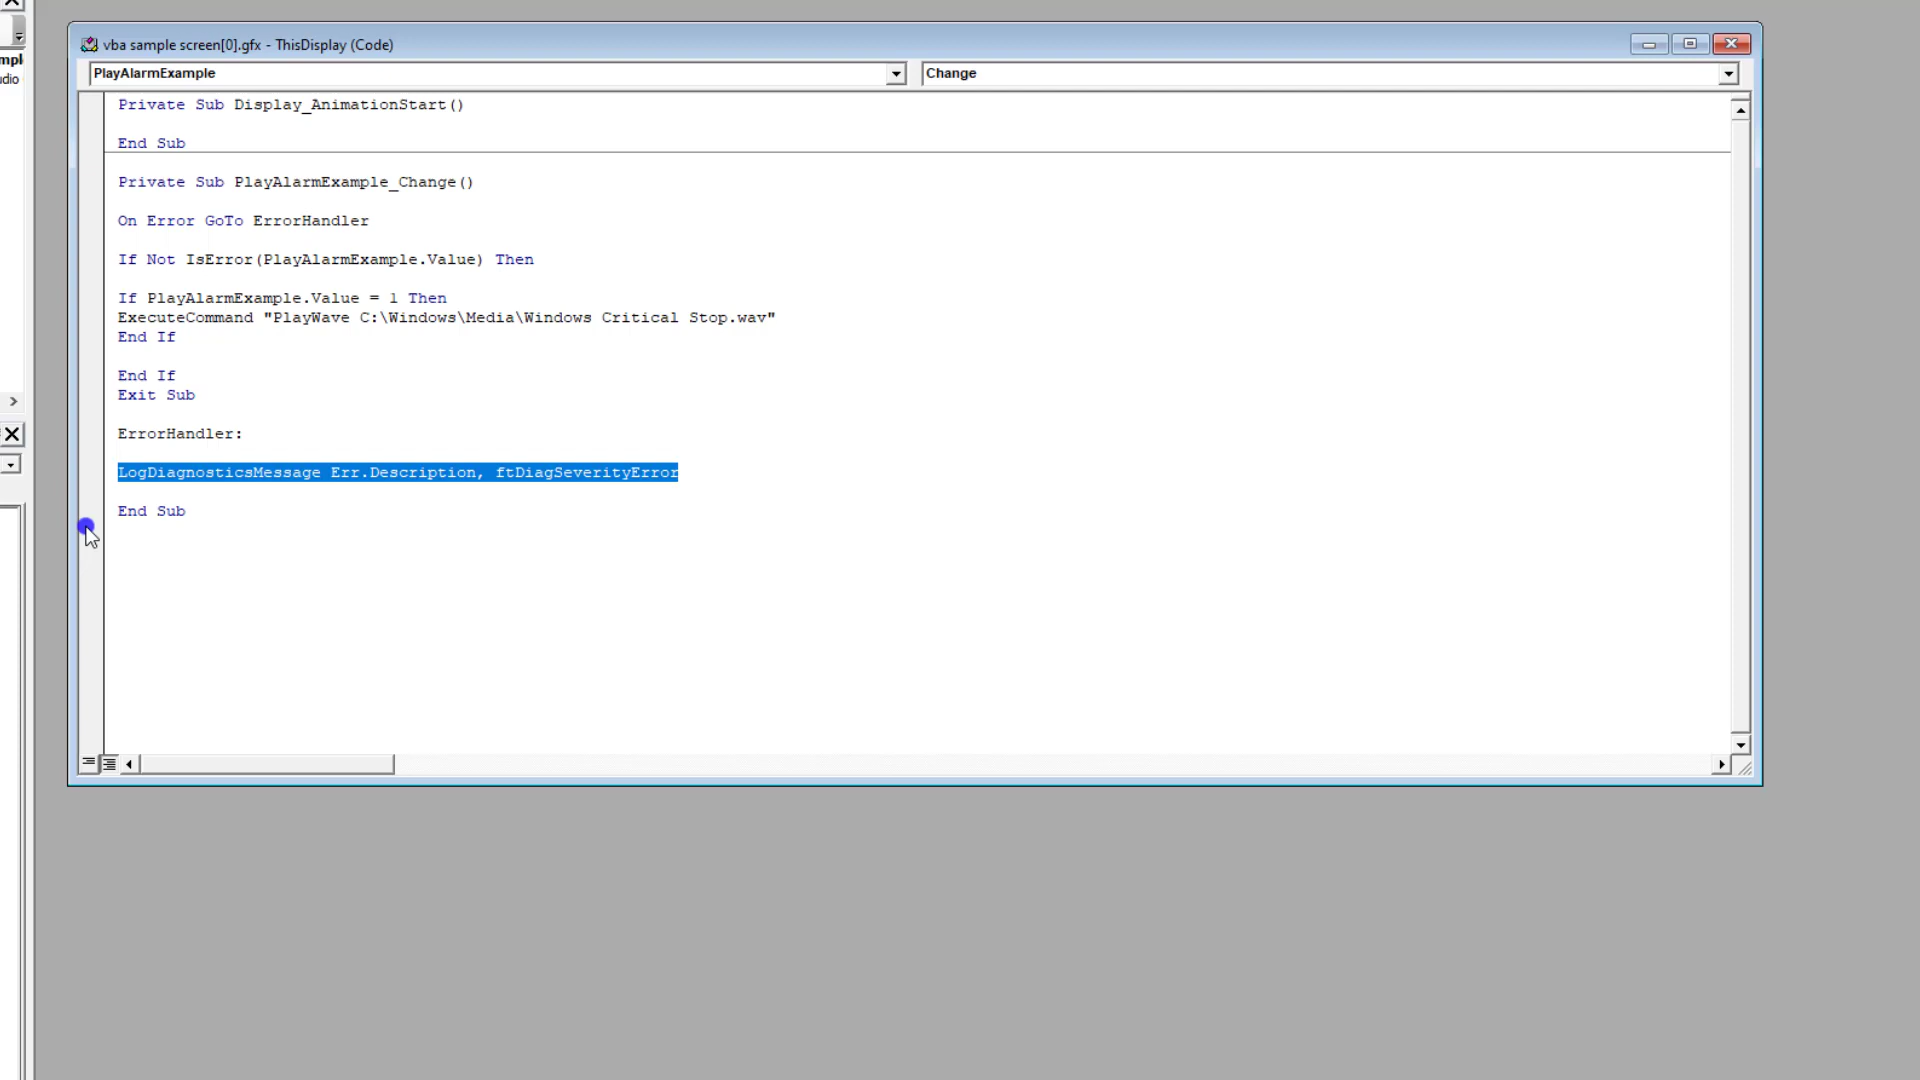 vba sample screen[0].gfx - ThisDisplay (Code)
PlayAlarmExample
Change
Private Sub Display_AnimationStart()
End Sub
Private Sub PlayAlarmExample_Change()
On Error GoTo ErrorHandler
If Not IsError(PlayAlarmExample.Value) Then
If PlayAlarmExample.Value = 1 Then
ExecuteCommand "PlayWave C:\Windows\Media\Windows Critical Stop.wav"
End If
End If
Exit Sub
ErrorHandler:
LogDiagnosticsMessage Err.Description, ftDiagSeverityError
End Sub